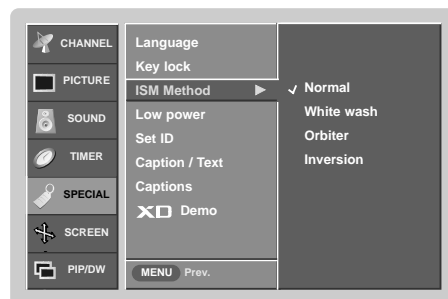 CHANNEL
PICTURE
SOUND
TIMER
SPECIAL
SCREEN
PIP/DW
Language
Key lock
ISM Method
Low power
Set ID
Caption / Text
Captions
XD Demo
MENU Prev.
Normal
White wash
Orbiter
Inversion